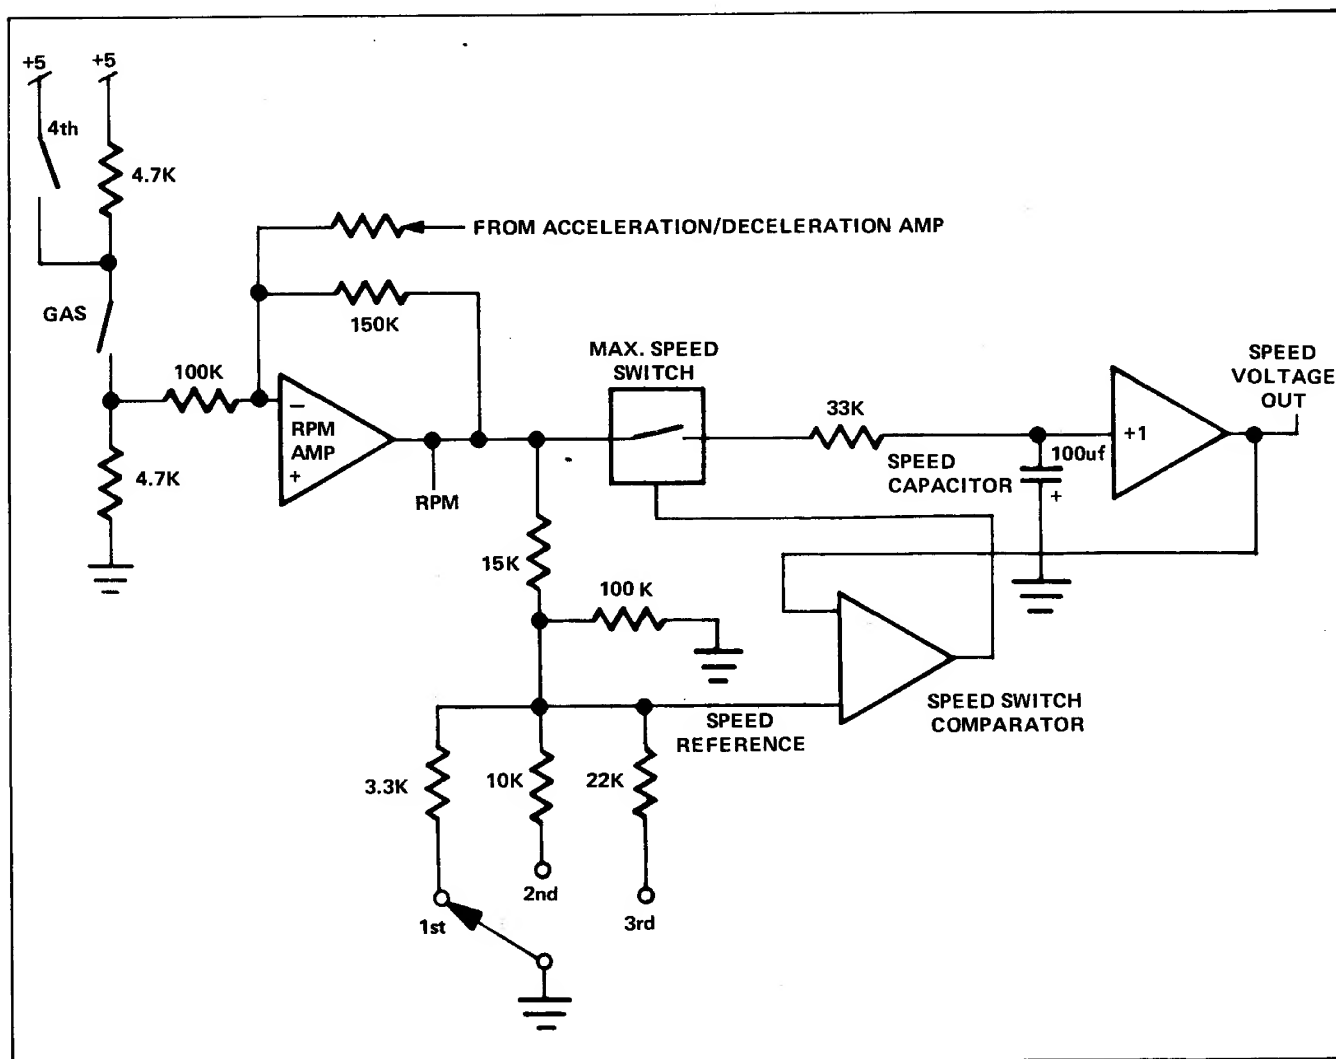 +5 +5
4th
4.7K
FROM ACCELERATION/DECELERATION AMP
GAS
150K
MAX. SPEED
SWITCH
SPEED
VOLTAGE
OUT
100K
−
RPM
AMP
+
33K
+1
100uf
+
4.7K
RPM
SPEED
CAPACITOR
15K
100 K
SPEED
REFERENCE
SPEED SWITCH
COMPARATOR
3.3K
10K
22K
2nd
1st
3rd